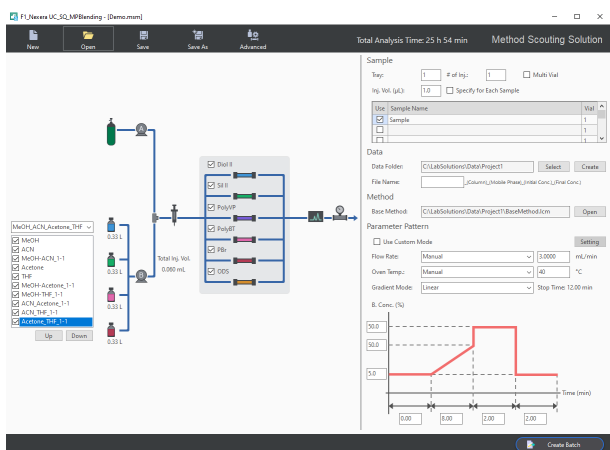 F1_Nexera UC_SQ_MPBlending - [Demo.msm]
New
Open
Save
Save As
Advanced
Total Analysis Time: 25 h 54 min
Method Scouting Solution
Sample
Tray:
1
# of Inj.:
1
Multi Vial
Inj. Vol. (µL):
1.0
Specify for Each Sample
Use
Sample Name
Vial
Sample
1
1
1
Data
Data Folder:
C:\LabSolutions\Data\Project1
Select
Create
File Name:
_(Column)_(Mobile Phase)_(Initial Conc.)_(Final Conc.)
Method
Base Method:
C:\LabSolutions\Data\Project1\BaseMethod.lcm
Open
Parameter Pattern
Use Custom Mode
Setting
Flow Rate:
Manual
3.0000
mL/min
Oven Temp.:
Manual
40
°C
Gradient Mode:
Linear
Stop Time: 12.00 min
B. Conc. (%)
50.0
50.0
5.0
Time (min)
0.00
8.00
2.00
2.00
Create Batch
A
B
MeOH_ACN_Acetone_THF
MeOH
ACN
MeOH-ACN_1-1
Acetone
THF
MeOH-Acetone_1-1
MeOH-THF_1-1
ACN_Acetone_1-1
ACN_THF_1-1
Acetone_THF_1-1
Up
Down
0.33 L
0.33 L
0.33 L
0.33 L
Total Inj. Vol.
0.060 mL
Diol II
Sil II
PolyVP
PolyBT
PBr
ODS